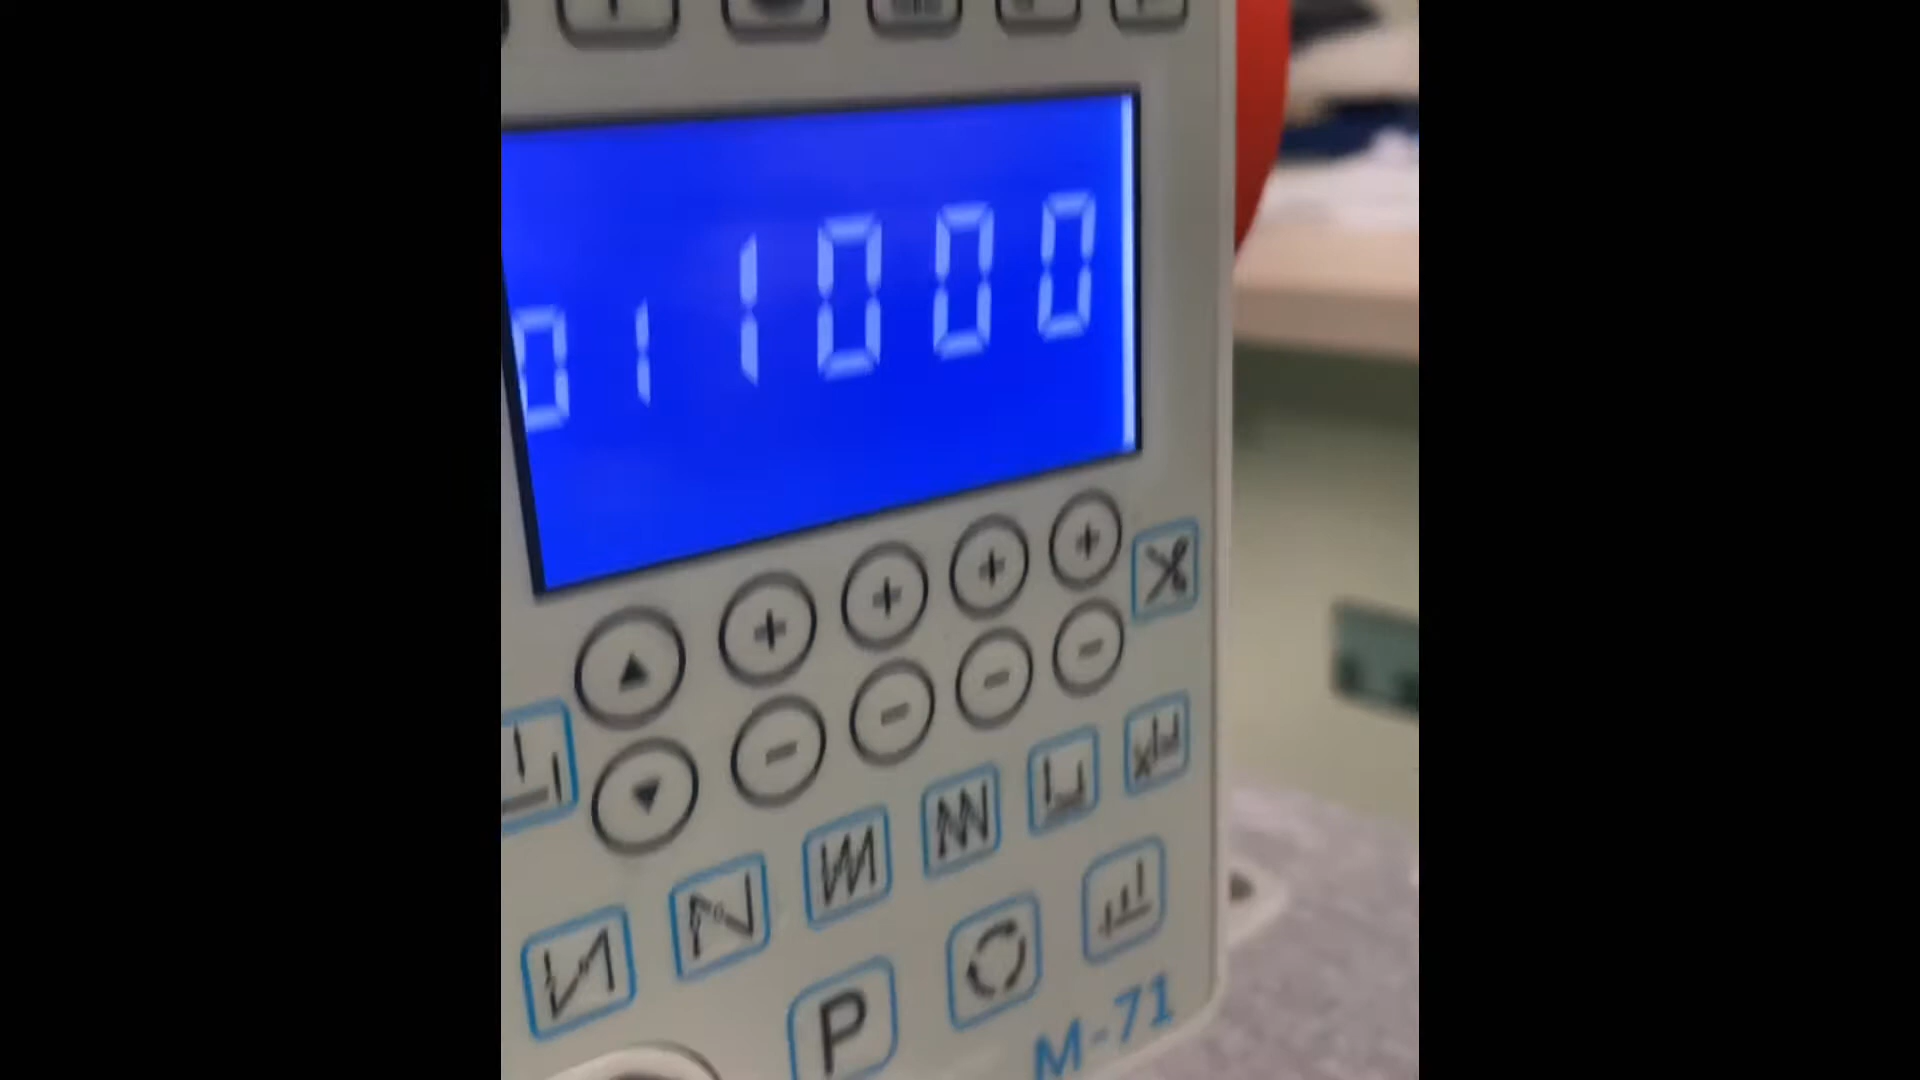 01 1000
+ + + +
- - - -
P
M-71